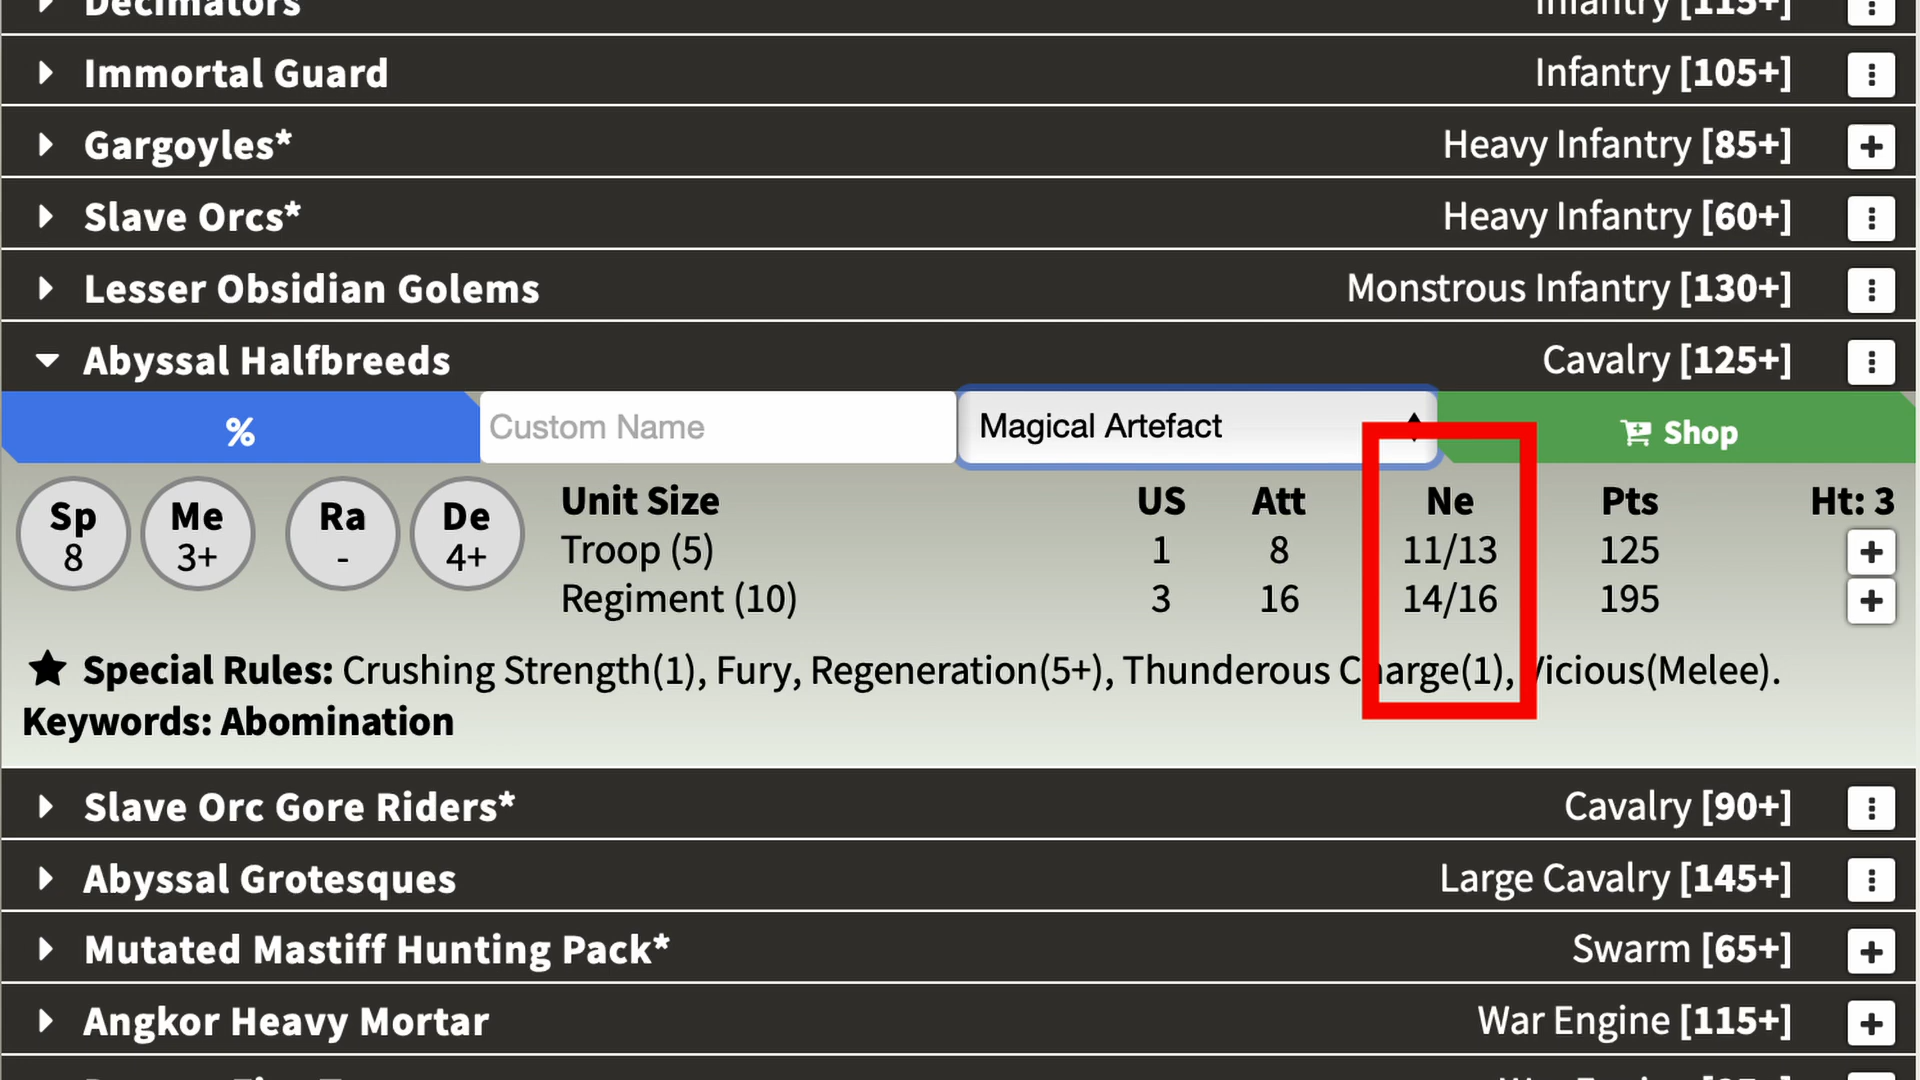 Decimators Infantry [115+]
Immortal Guard Infantry [105+]
Gargoyles* Heavy Infantry [85+]
Slave Orcs* Heavy Infantry [60+]
Lesser Obsidian Golems Monstrous Infantry [130+]
Abyssal Halfbreeds Cavalry [125+]
% Custom Name Magical Artefact Shop
Sp 8 Me 3+ Ra - De 4+
Unit Size US Att Ne Pts Ht: 3
Troop (5) 1 8 11/13 125
Regiment (10) 3 16 14/16 195
Special Rules: Crushing Strength(1), Fury, Regeneration(5+), Thunderous Charge(1), Vicious(Melee).
Keywords: Abomination
Slave Orc Gore Riders* Cavalry [90+]
Abyssal Grotesques Large Cavalry [145+]
Mutated Mastiff Hunting Pack* Swarm [65+]
Angkor Heavy Mortar War Engine [115+]